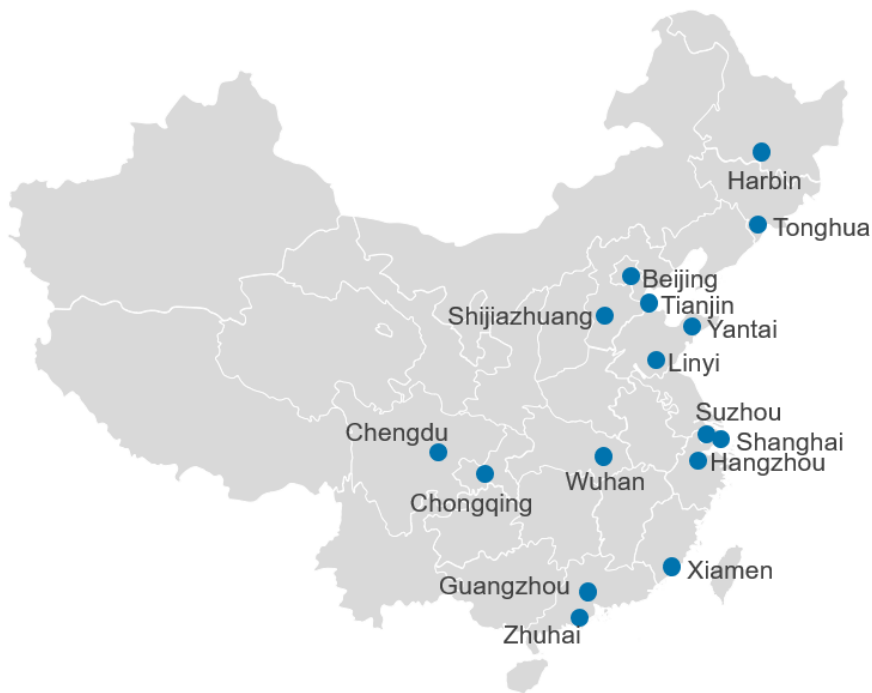 Harbin
Tonghua
Beijing
Tianjin
Shijiazhuang
Yantai
Linyi
Suzhou
Chengdu
Shanghai
Hangzhou
Wuhan
Chongqing
Xiamen
Guangzhou
Zhuhai